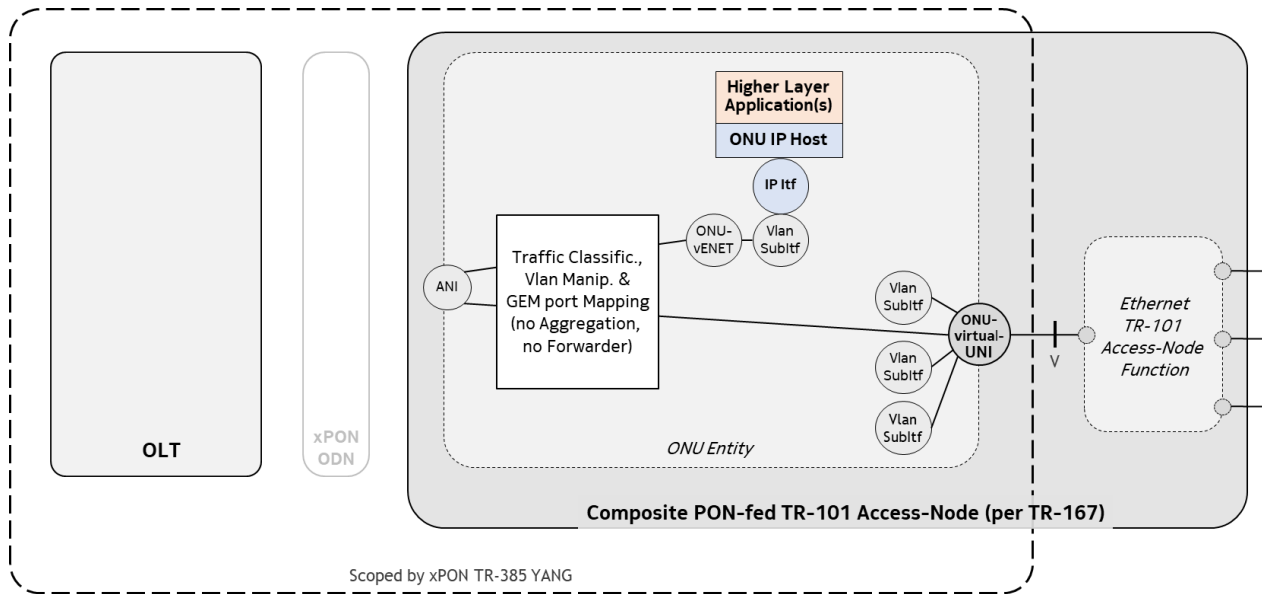 OLT
xPON
ODN
ANI
Traffic Classific.,
Vlan Manip. &
GEM port Mapping
(no Aggregation,
no Forwarder)
Higher Layer
Application(s)
ONU IP Host
IP Itf
ONU-
vENET
Vlan
SubItf
Vlan
SubItf
Vlan
SubItf
Vlan
SubItf
ONU-
virtual-
UNI
ONU Entity
V
Ethernet
TR-101
Access-Node
Function
Composite PON-fed TR-101 Access-Node (per TR-167)
Scoped by xPON TR-385 YANG